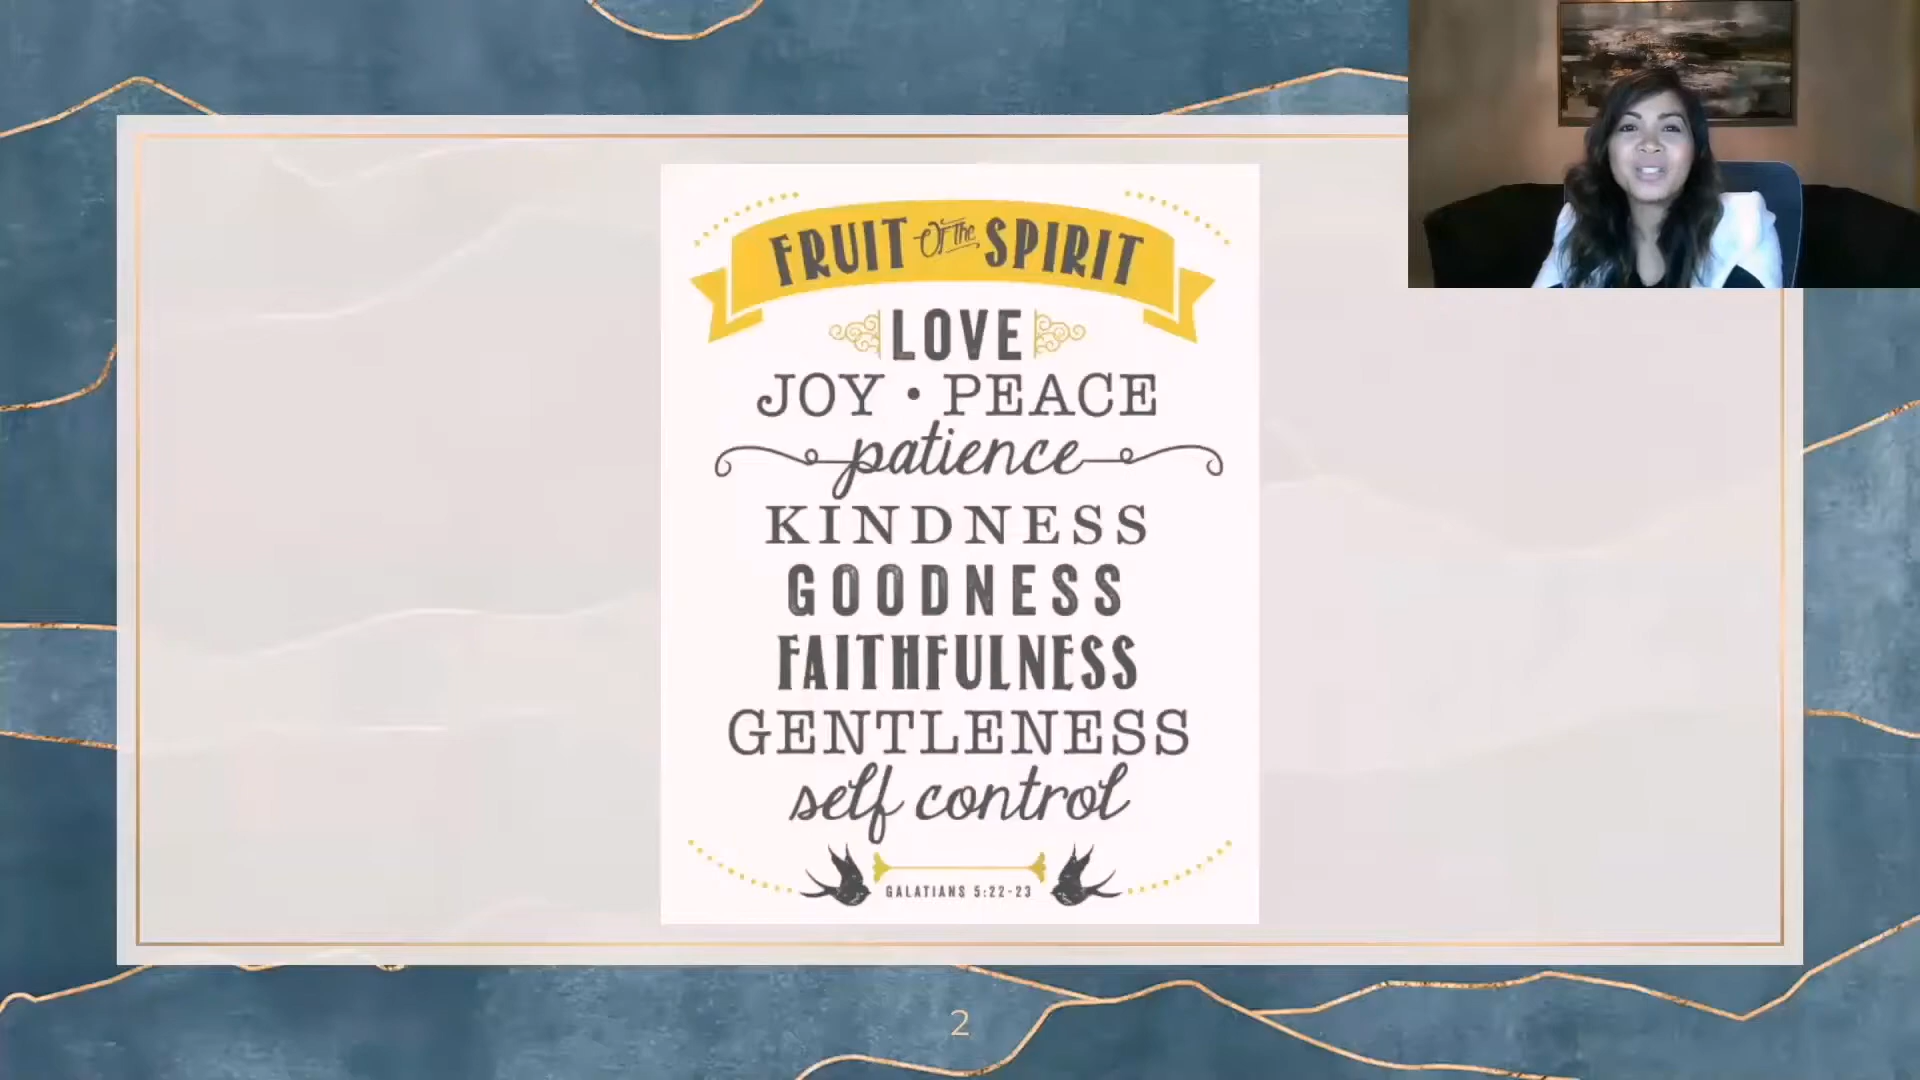 FRUIT Of The SPIRIT
LOVE
JOY • PEACE
patience
KINDNESS
GOODNESS
FAITHFULNESS
GENTLENESS
self control
GALATIANS 5:22-23
2